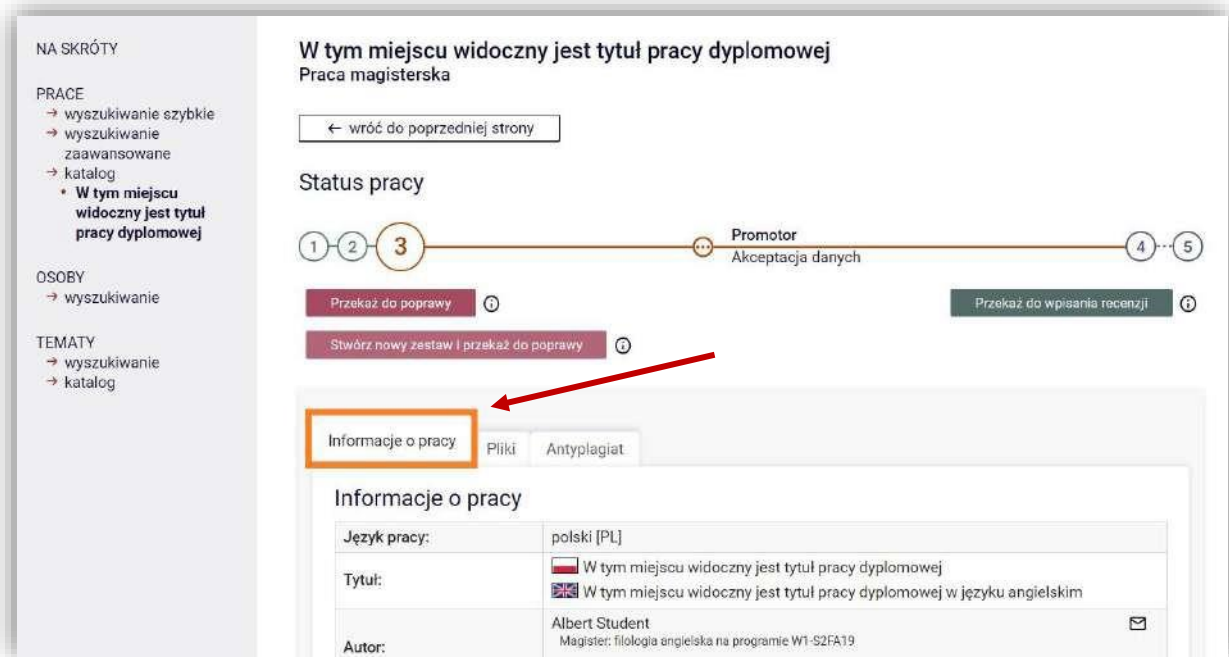 NA SKRÓTY
PRACE
→ wyszukiwanie szybkie
→ wyszukiwanie
zaawansowane
→ katalog
• W tym miejscu
widoczny jest tytuł
pracy dyplomowej
OSOBY
→ wyszukiwanie
TEMATY
→ wyszukiwanie
→ katalog
W tym miejscu widoczny jest tytuł pracy dyplomowej
Praca magisterska
← wróć do poprzedniej strony
Status pracy
1 2 3 Promotor 4 5
Akceptacja danych
Przekaż do poprawy Przekaż do wpisania recenzji
Stwórz nowy zestaw i przekaż do poprawy
Informacje o pracy Pliki Antyplagiat
Informacje o pracy
Język pracy: polski [PL]
Tytuł: W tym miejscu widoczny jest tytuł pracy dyplomowej
W tym miejscu widoczny jest tytuł pracy dyplomowej w języku angielskim
Autor: Albert Student
Magister: filologia angielska na programie W1-S2FA19